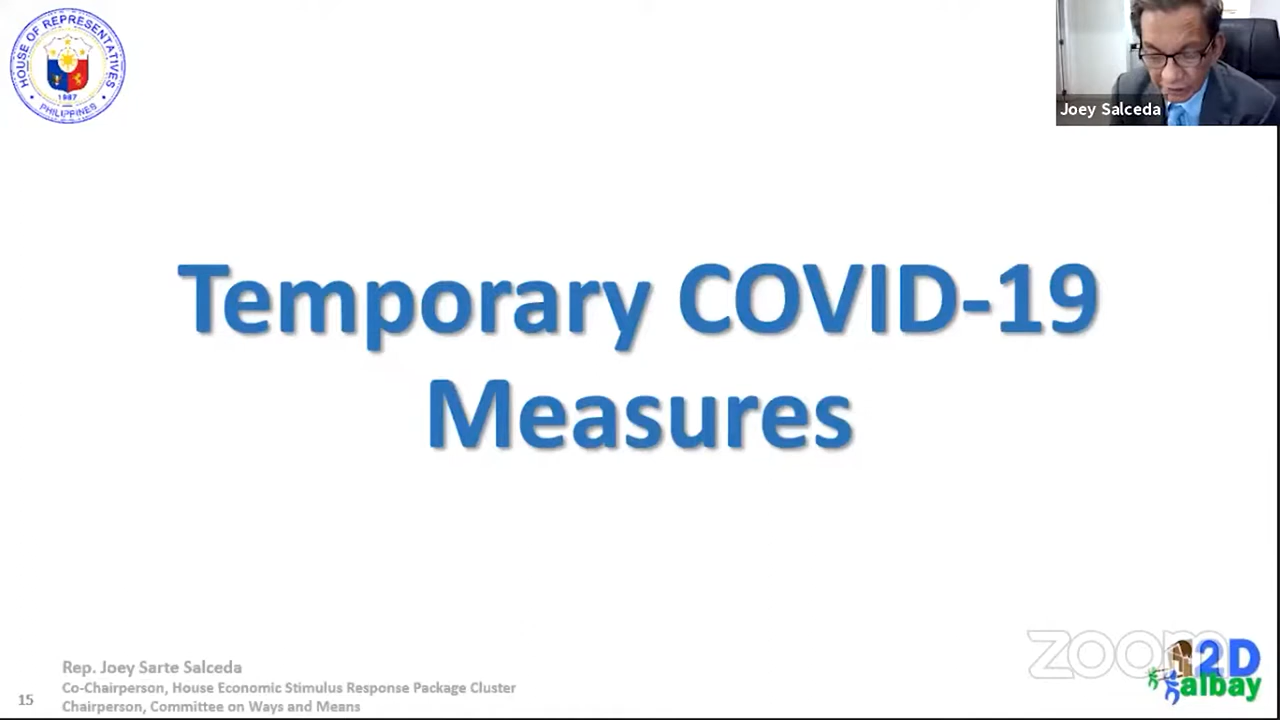 HOUSE OF REPRESENTATIVES
1987
PHILIPPINES
Joey Salceda
Temporary COVID-19
Measures
Rep. Joey Sarte Salceda
Co-Chairperson, House Economic Stimulus Response Package Cluster
15
Chairperson, Committee on Ways and Means
zoom
2D
albay